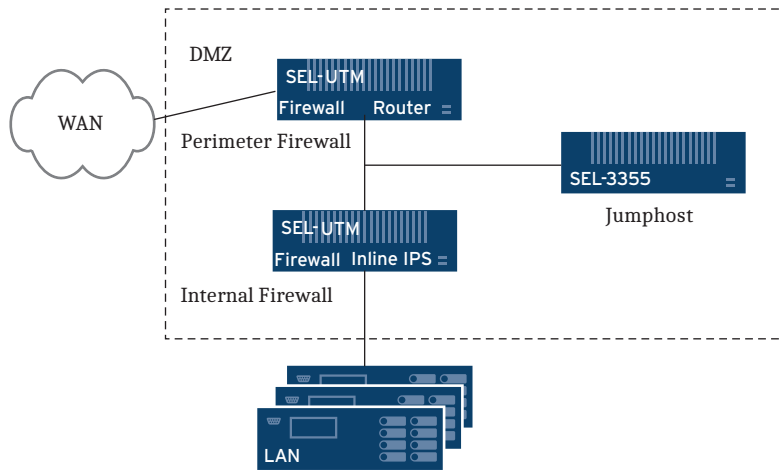 DMZ
SEL-UTM
Firewall Router
WAN
Perimeter Firewall
SEL-3355
Jumphost
SEL-UTM
Firewall Inline IPS
Internal Firewall
LAN